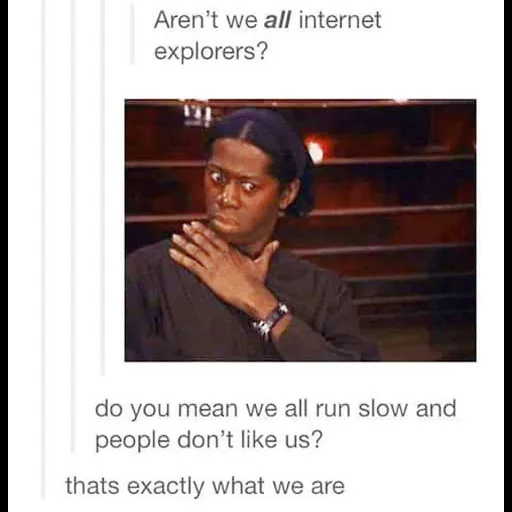 Aren’t we all internet
explorers?
do you mean we all run slow and
people don’t like us?
thats exactly what we are